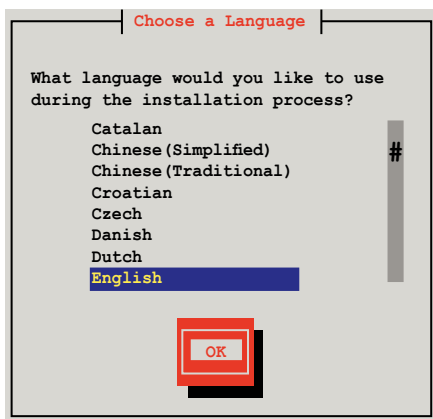 Choose a Language
What language would you like to use
during the installation process?
Catalan
Chinese(Simplified)
#
Chinese(Traditional)
Croatian
Czech
Danish
Dutch
English
OK